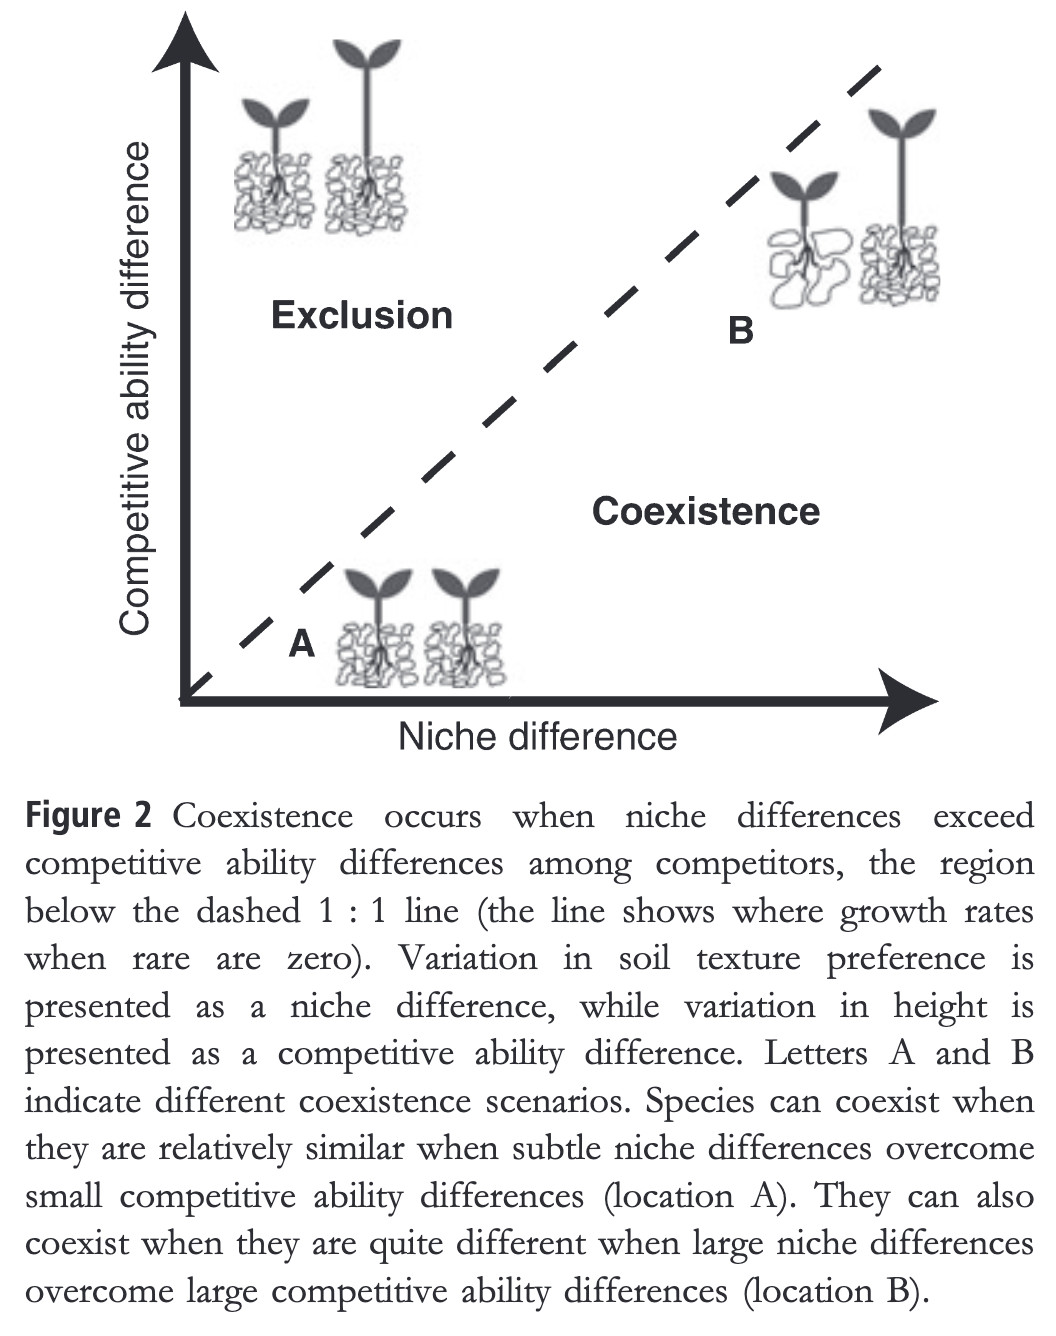 Competitive ability difference
Exclusion
B
Coexistence
A
Niche difference
Figure 2 Coexistence occurs when niche differences exceed
competitive ability differences among competitors, the region
below the dashed 1 : 1 line (the line shows where growth rates
when rare are zero). Variation in soil texture preference is
presented as a niche difference, while variation in height is
presented as a competitive ability difference. Letters A and B
indicate different coexistence scenarios. Species can coexist when
they are relatively similar when subtle niche differences overcome
small competitive ability differences (location A). They can also
coexist when they are quite different when large niche differences
overcome large competitive ability differences (location B).